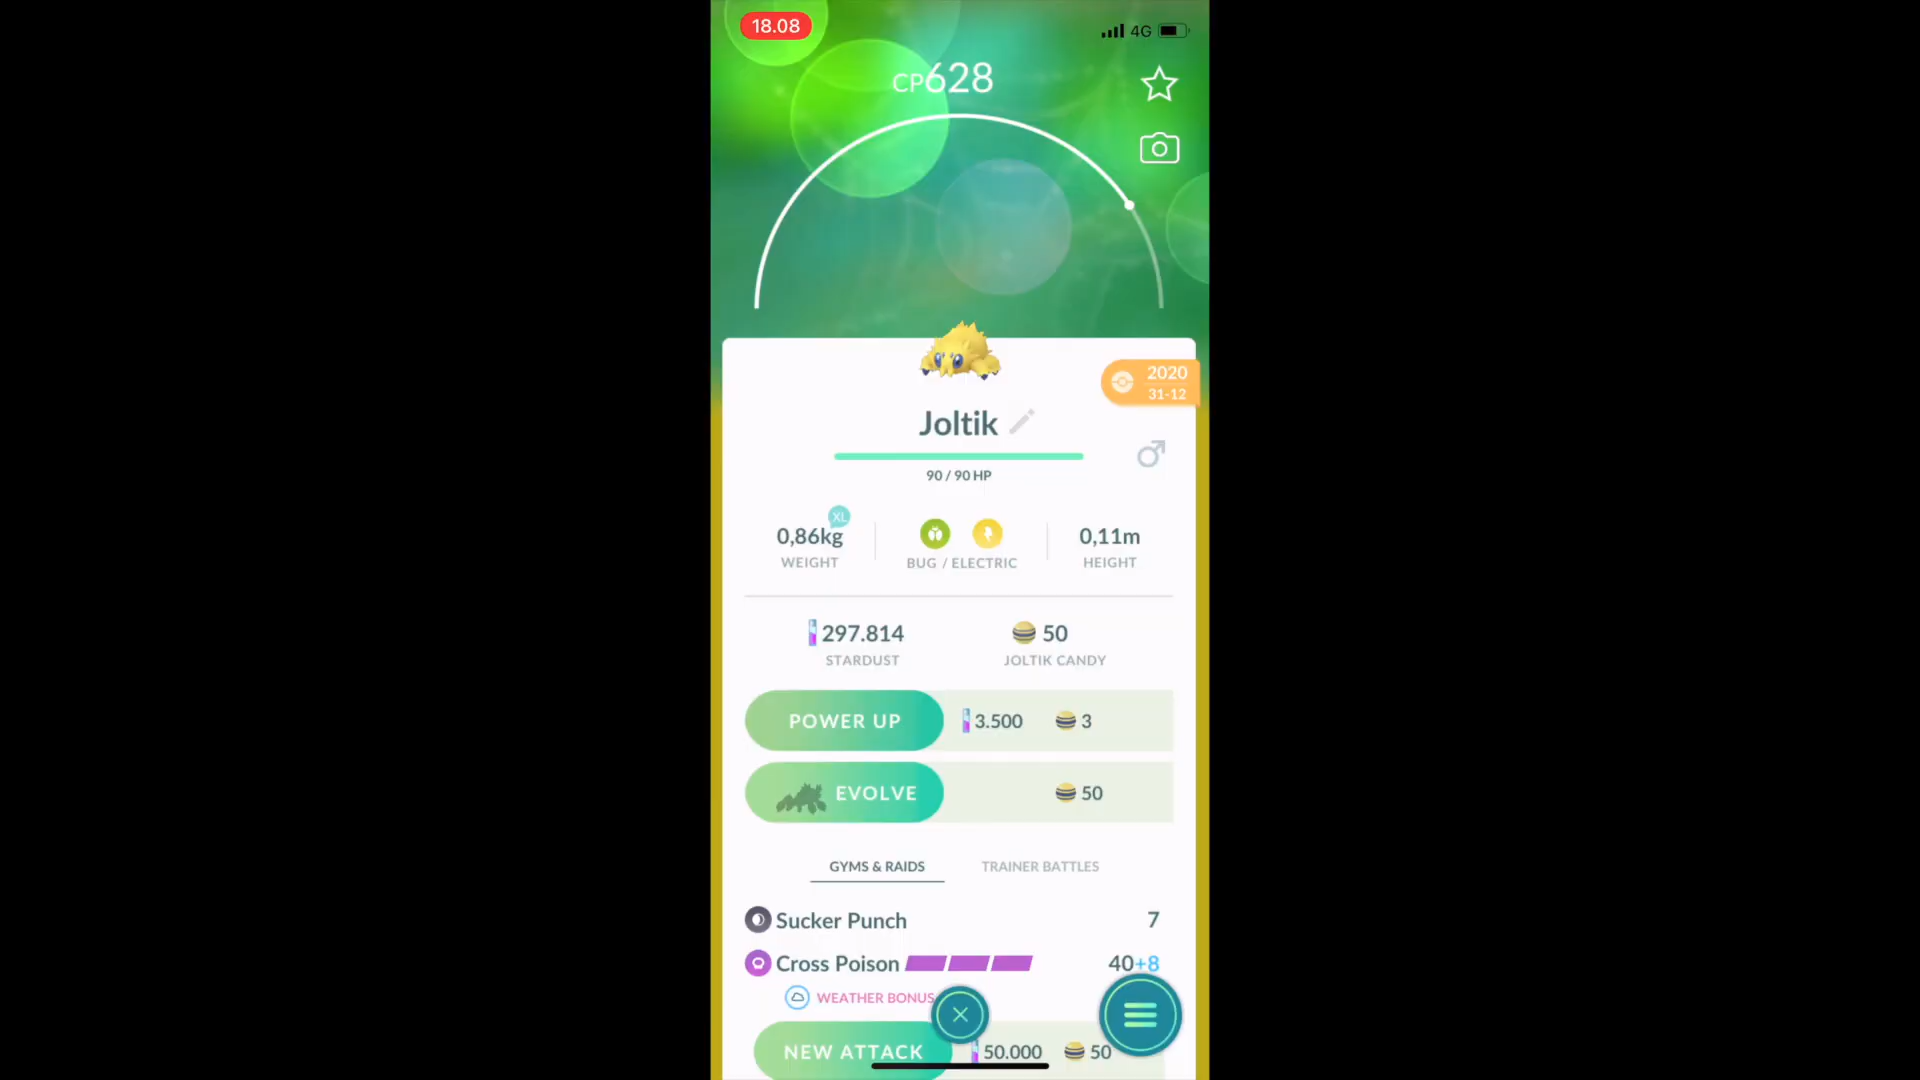 18.08
4G
CP628
2020
31-12
Joltik
90 / 90 HP
XL
0,86kg
WEIGHT
BUG / ELECTRIC
0,11m
HEIGHT
297.814
STARDUST
50
JOLTIK CANDY
POWER UP 3.500 3
EVOLVE 50
GYMS & RAIDS TRAINER BATTLES
Sucker Punch 7
Cross Poison 40+8
WEATHER BONUS
NEW ATTACK 50.000 50